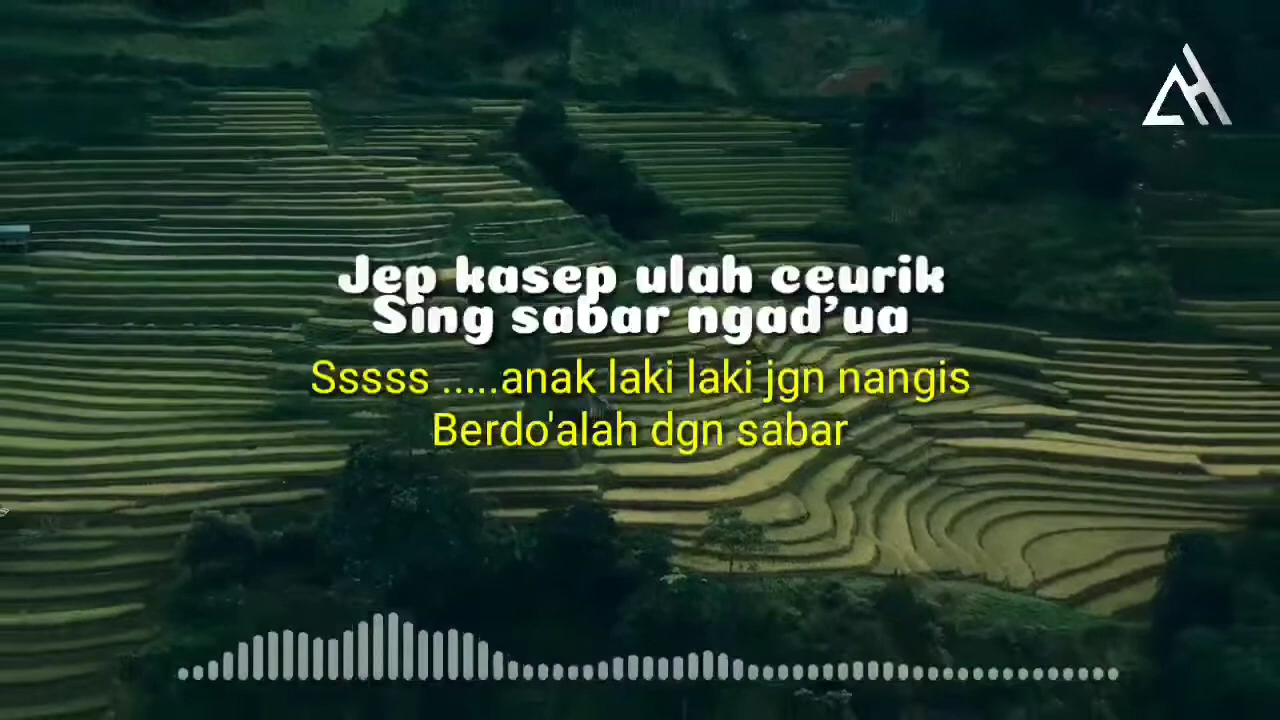 Jep kasep ulah ceurik
Sing sabar ngad'ua
Sssss .....anak laki laki jgn nangis
Berdo'alah dgn sabar